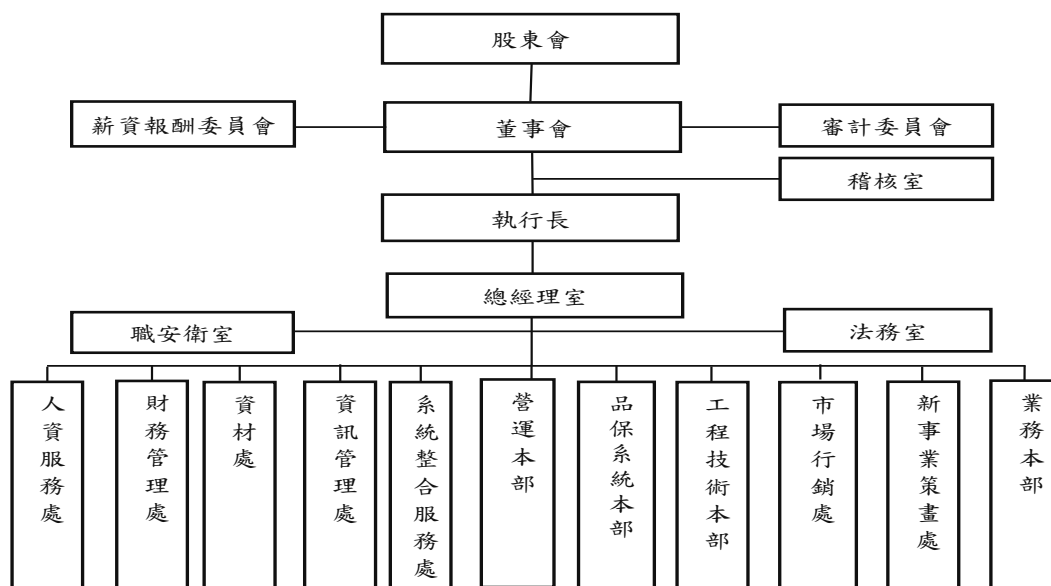 股東會
薪資報酬委員會
董事會
審計委員會
稽核室
執行長
總經理室
職安衛室
法務室
人資服務處
財務管理處
資材處
資訊管理處
系統整合服務處
營運本部
品保系統本部
工程技術本部
市場行銷處
新事業策畫處
業務本部